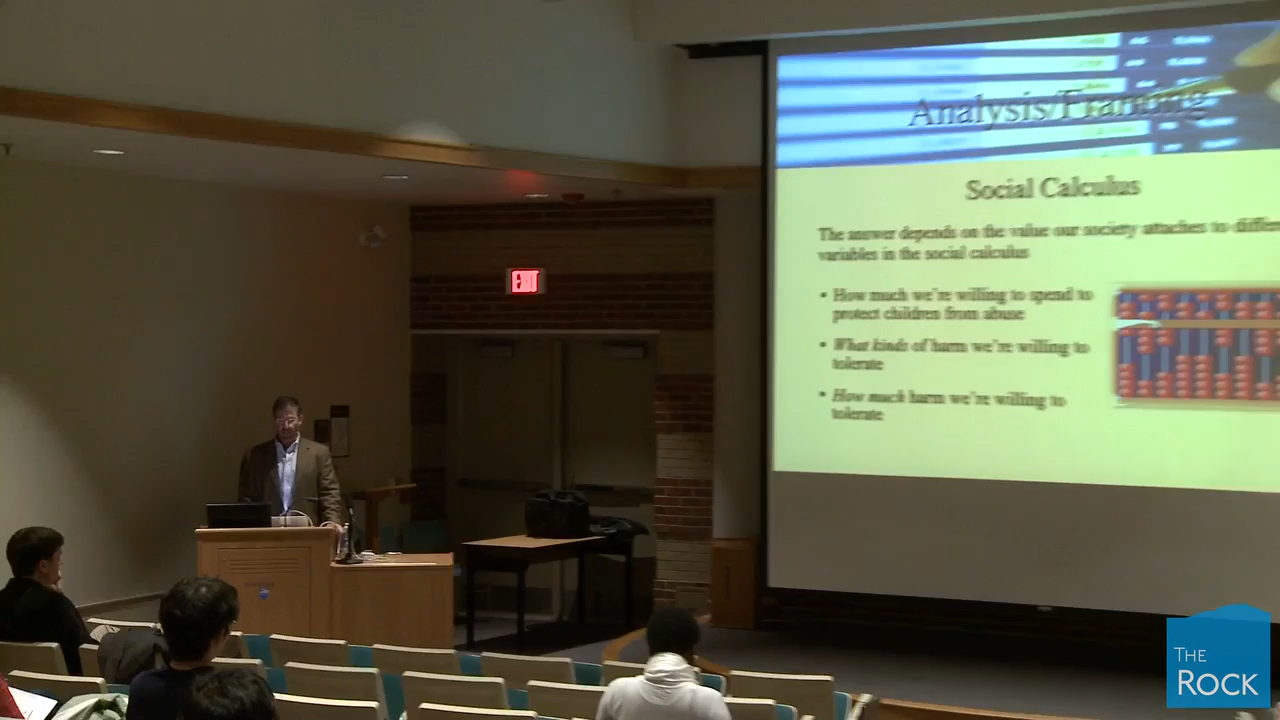 Analysis/Framing
Social Calculus
The answer depends on the value our society attaches to
variables in the social calculus
• How much we're willing to spend to
protect children from abuse
• What kinds of harm we're willing to
tolerate
• How much harm we're willing to
tolerate
EXIT
THE
ROCK